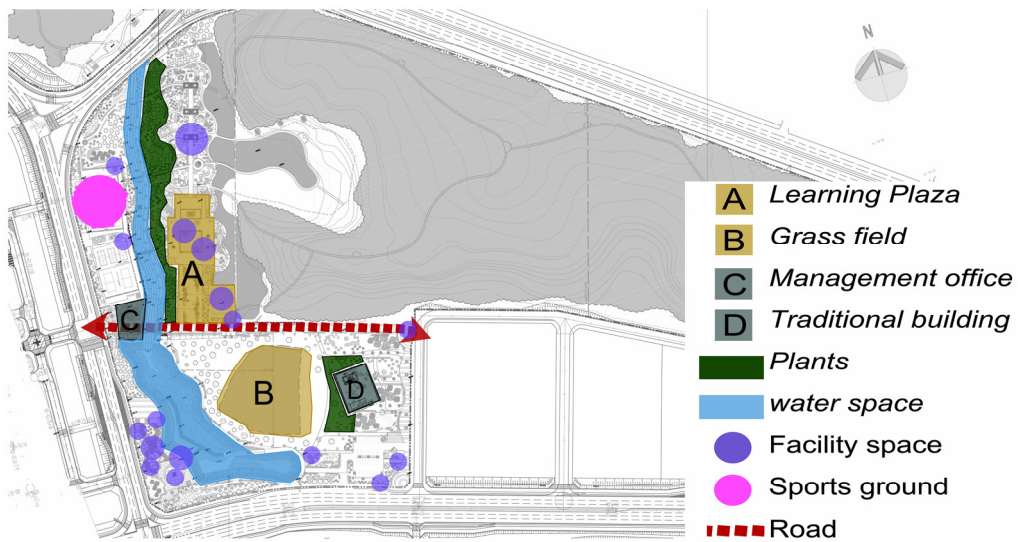 N
A Learning Plaza
B Grass field
C Management office
D Traditional building
Plants
water space
Facility space
Sports ground
Road
A
C
B
D